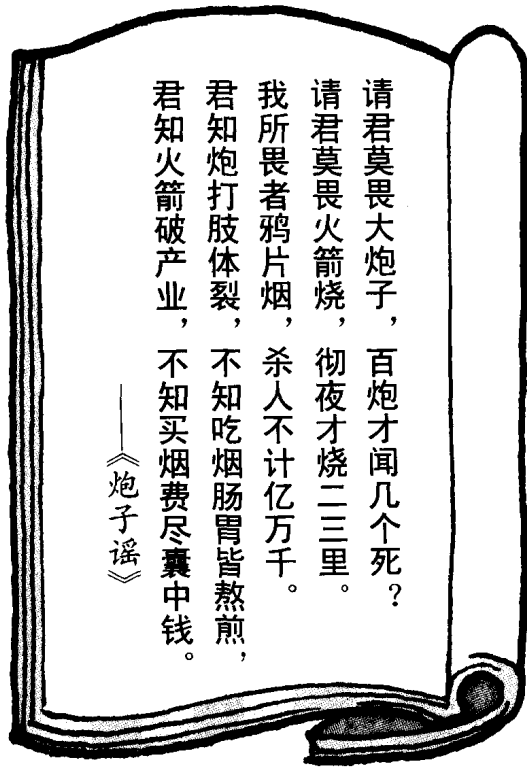 请君莫畏大炮子，百炮才闻几个死？
请君莫畏火箭烧，彻夜才烧二三里。
我所畏者鸦片烟，杀人不计亿万千。
君知炮打肢体裂，不知吃烟肠胃皆熬煎，
君知火箭破产业，不知买烟费尽囊中钱。
——《炮子谣》